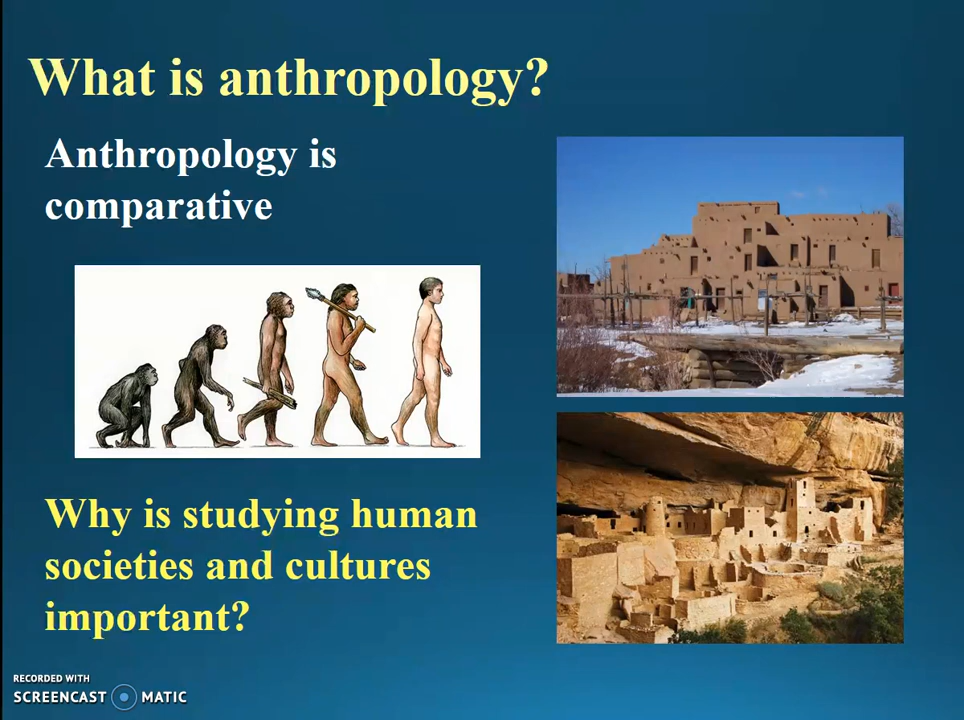 What is anthropology?
Anthropology is
comparative
Why is studying human
societies and cultures
important?
RECORDED WITH
SCREENCAST MATIC